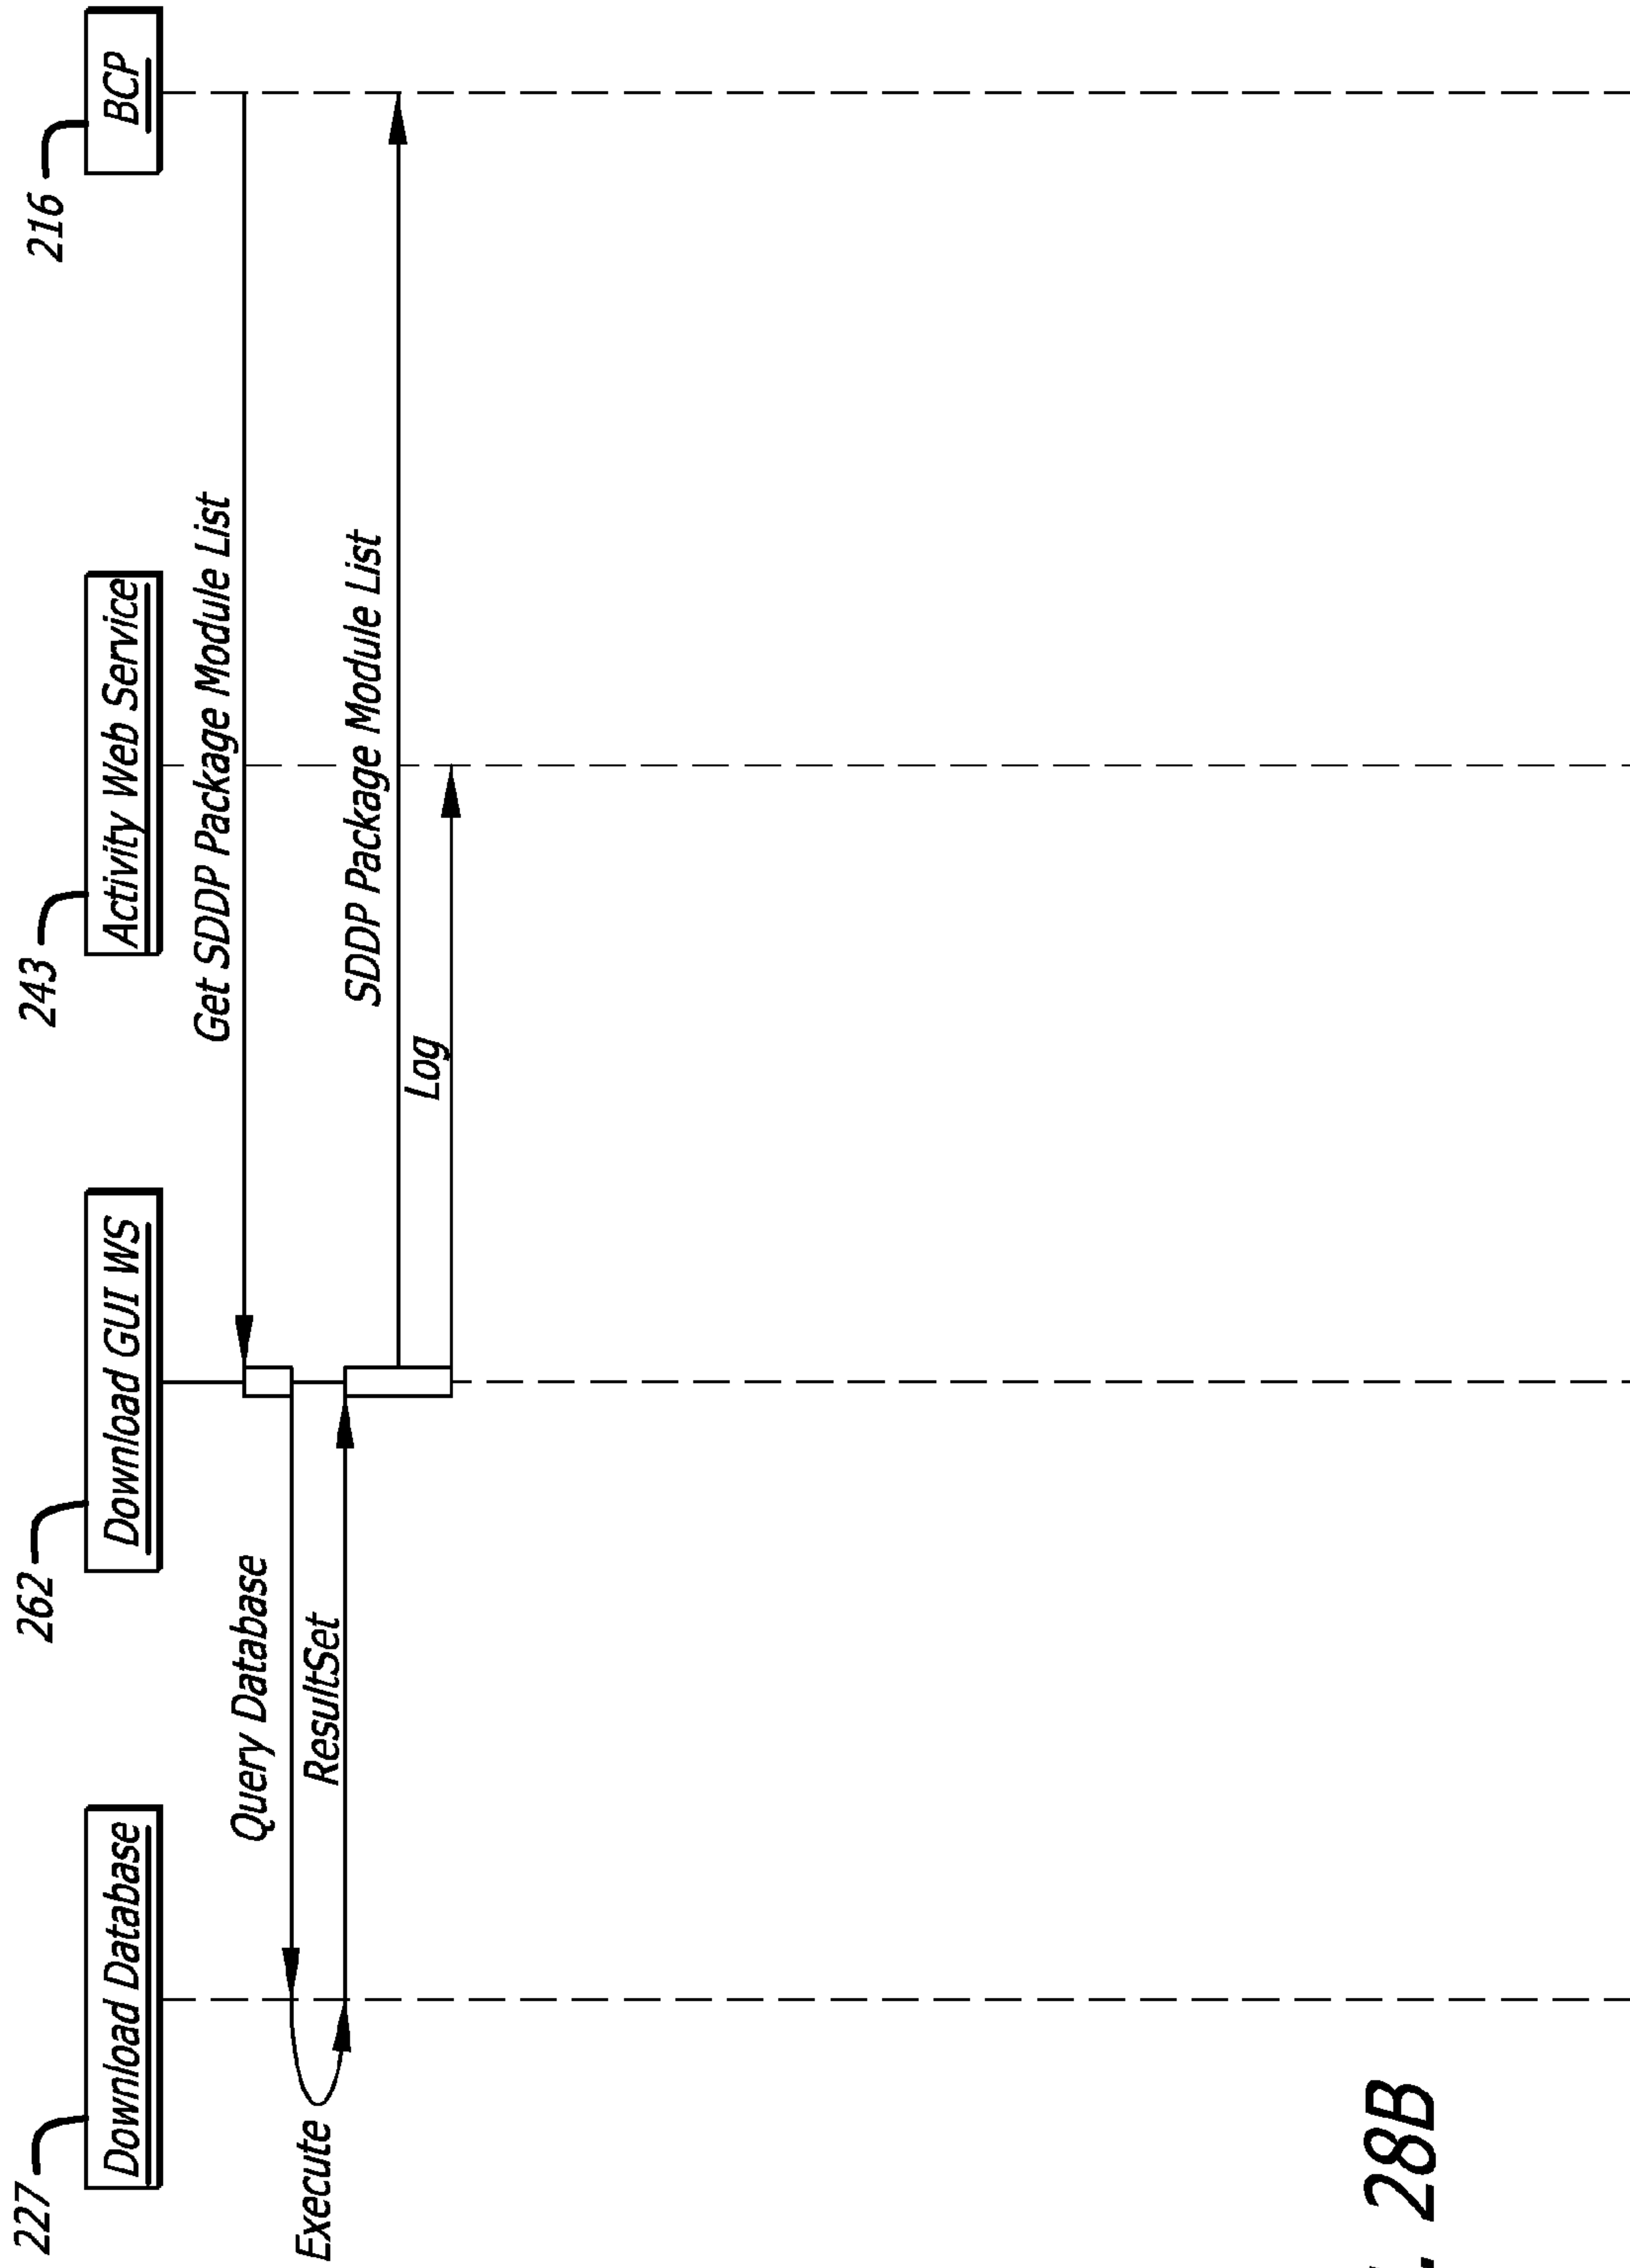 227
Download Database
262
Download GUI WS
243
Activity Web Service
216
BCP
Get SDDP Package Module List
Query Database
Execute
ResultSet
SDDP Package Module List
Log
28B